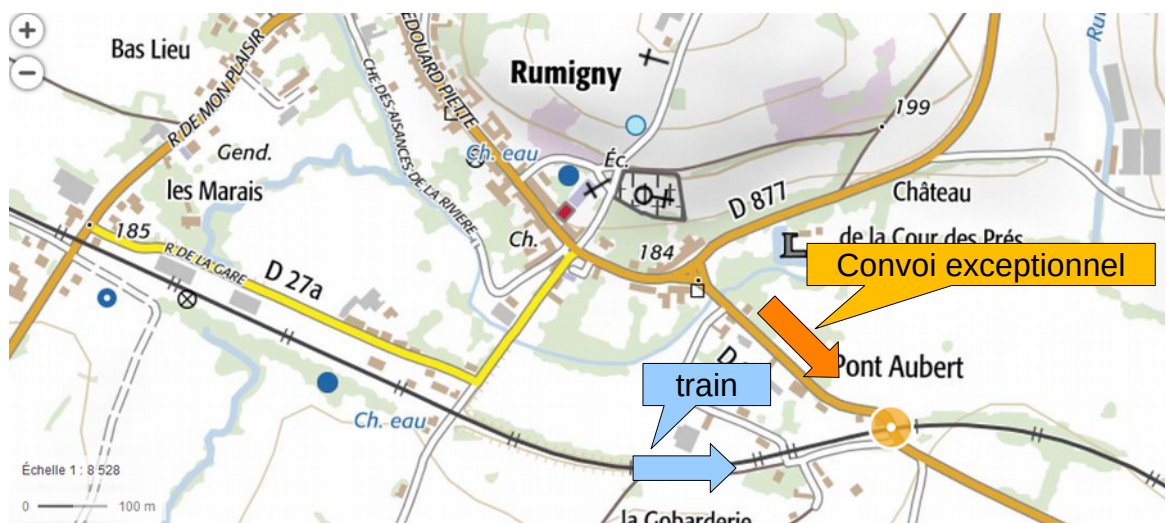 +
−
Bas Lieu
R DE MON PLAISIR
EDOUARD PIETTE
CHE DES AISANCES DE LA RIVIERE
Rumigny
199
Gend.
Ch. eau
Éc.
les Marais
D 877
Château
de la Cour des Prés
185
R DE LA GARE
Ch.
184
D 27a
Convoi exceptionnel
Pont Aubert
train
Ch. eau
Échelle 1 : 8 528
0
100 m
la Gobarderie